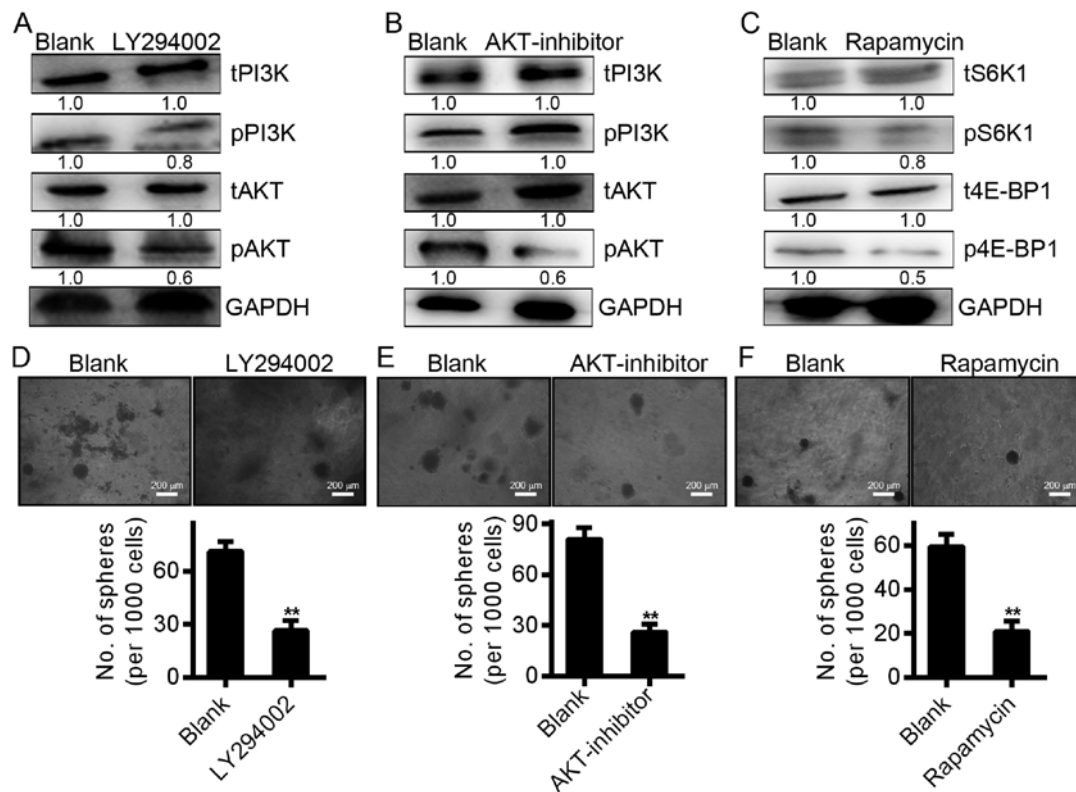 A
Blank LY294002
tPI3K
1.0 1.0
pPI3K
1.0 0.8
tAKT
1.0 1.0
pAKT
1.0 0.6
GAPDH
B
Blank AKT-inhibitor
tPI3K
1.0 1.0
pPI3K
1.0 1.0
tAKT
1.0 1.0
pAKT
1.0 0.6
GAPDH
C
Blank Rapamycin
tS6K1
1.0 1.0
pS6K1
1.0 0.8
t4E-BP1
1.0 1.0
p4E-BP1
1.0 0.5
GAPDH
D
Blank LY294002
200 μm 200 μm
No. of spheres
(per 1000 cells)
60
30
0
**
Blank
LY294002
E
Blank AKT-inhibitor
200 μm 200 μm
No. of spheres
(per 1000 cells)
90
60
30
0
**
Blank
AKT-inhibitor
F
Blank Rapamycin
200 μm 200 μm
No. of spheres
(per 1000 cells)
60
40
20
0
**
Blank
Rapamycin